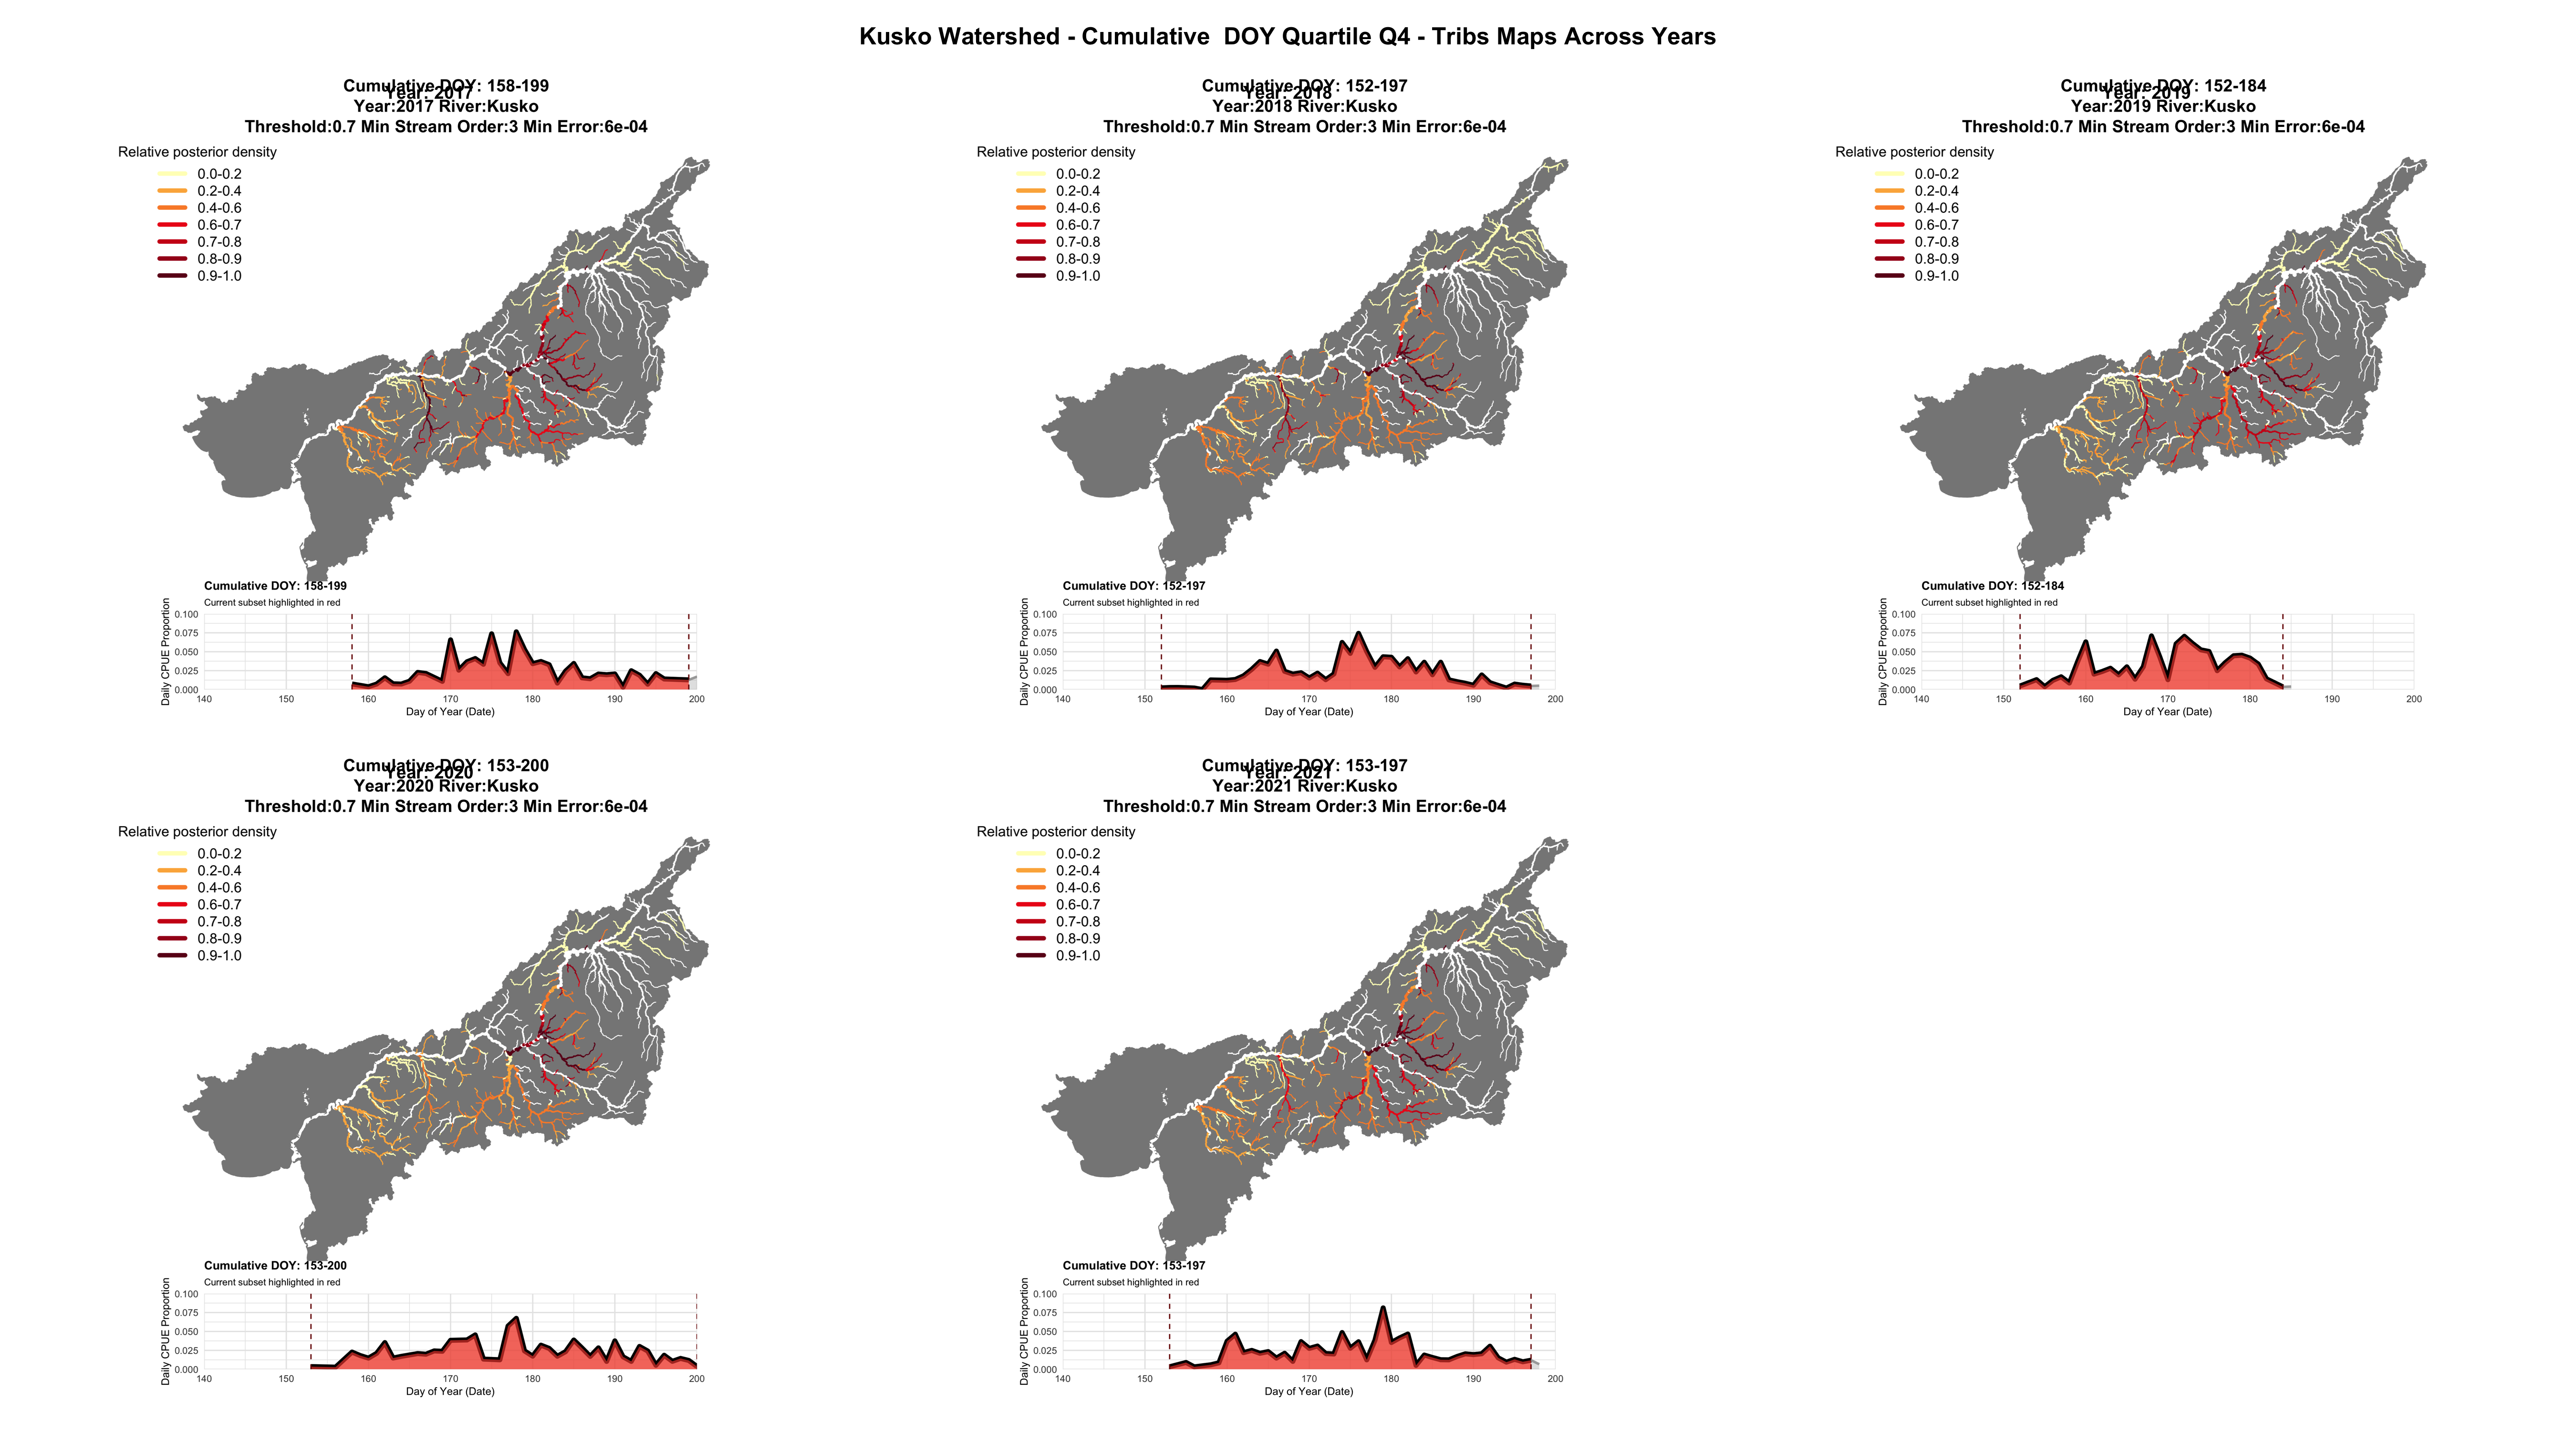 Kusko Watershed - Cumulative  DOY Quartile Q4 - Tribs Maps Across Years
Cumulative DOY: 158-199
Year: 2017
Year:2017 River:Kusko
Threshold:0.7 Min Stream Order:3 Min Error:6e-04
Relative posterior density
0.0-0.2
0.2-0.4
0.4-0.6
0.6-0.7
0.7-0.8
0.8-0.9
0.9-1.0
Cumulative DOY: 158-199
Current subset highlighted in red
Daily CPUE Proportion
0.100
0.075
0.050
0.025
0.000
140 150 160 170 180 190 200
Day of Year (Date)
Cumulative DOY: 152-197
Year: 2018
Year:2018 River:Kusko
Threshold:0.7 Min Stream Order:3 Min Error:6e-04
Relative posterior density
0.0-0.2
0.2-0.4
0.4-0.6
0.6-0.7
0.7-0.8
0.8-0.9
0.9-1.0
Cumulative DOY: 152-197
Current subset highlighted in red
Daily CPUE Proportion
0.100
0.075
0.050
0.025
0.000
140 150 160 170 180 190 200
Day of Year (Date)
Cumulative DOY: 152-184
Year: 2019
Year:2019 River:Kusko
Threshold:0.7 Min Stream Order:3 Min Error:6e-04
Relative posterior density
0.0-0.2
0.2-0.4
0.4-0.6
0.6-0.7
0.7-0.8
0.8-0.9
0.9-1.0
Cumulative DOY: 152-184
Current subset highlighted in red
Daily CPUE Proportion
0.100
0.075
0.050
0.025
0.000
140 150 160 170 180 190 200
Day of Year (Date)
Cumulative DOY: 153-200
Year: 2020
Year:2020 River:Kusko
Threshold:0.7 Min Stream Order:3 Min Error:6e-04
Relative posterior density
0.0-0.2
0.2-0.4
0.4-0.6
0.6-0.7
0.7-0.8
0.8-0.9
0.9-1.0
Cumulative DOY: 153-200
Current subset highlighted in red
Daily CPUE Proportion
0.100
0.075
0.050
0.025
0.000
140 150 160 170 180 190 200
Day of Year (Date)
Cumulative DOY: 153-197
Year: 2021
Year:2021 River:Kusko
Threshold:0.7 Min Stream Order:3 Min Error:6e-04
Relative posterior density
0.0-0.2
0.2-0.4
0.4-0.6
0.6-0.7
0.7-0.8
0.8-0.9
0.9-1.0
Cumulative DOY: 153-197
Current subset highlighted in red
Daily CPUE Proportion
0.100
0.075
0.050
0.025
0.000
140 150 160 170 180 190 200
Day of Year (Date)